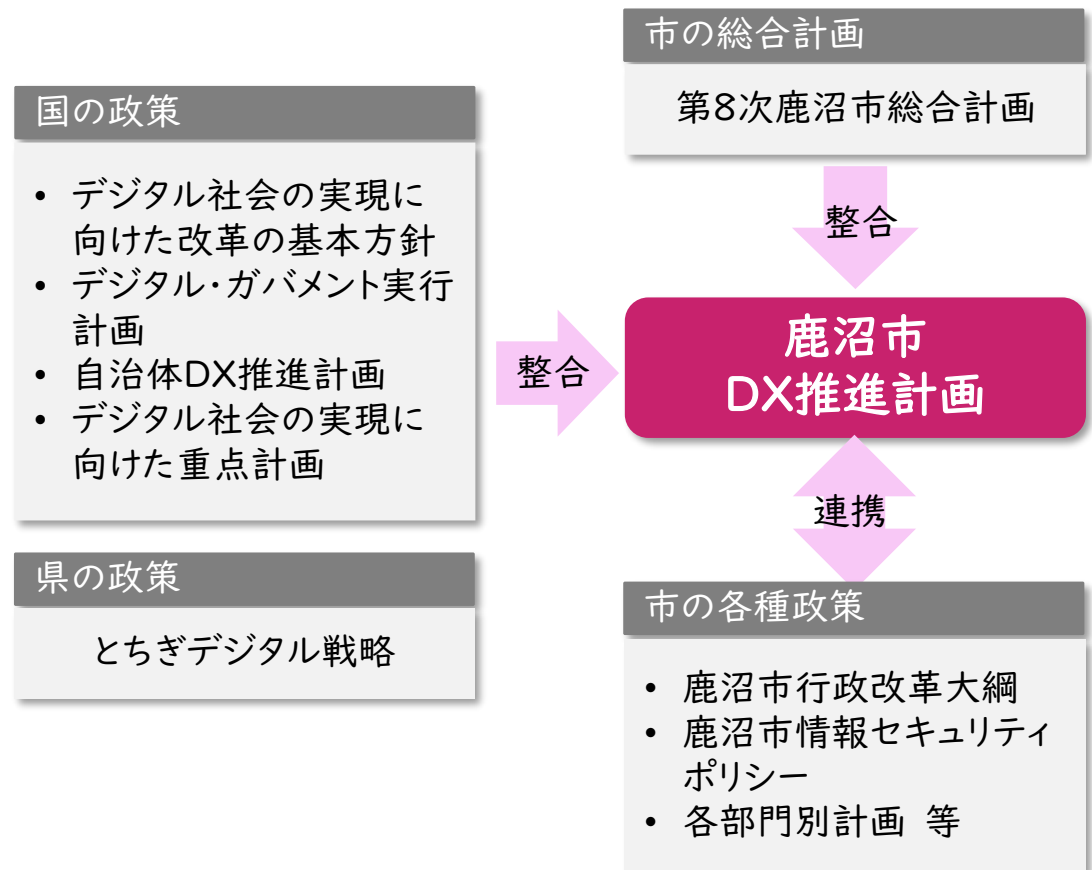 国の政策
• デジタル社会の実現に
向けた改革の基本方針
• デジタル・ガバメント実行
計画
• 自治体DX推進計画
• デジタル社会の実現に
向けた重点計画
県の政策
とちぎデジタル戦略
整合
市の総合計画
第8次鹿沼市総合計画
整合
鹿沼市
DX推進計画
連携
市の各種政策
• 鹿沼市行政改革大綱
• 鹿沼市情報セキュリティ
ポリシー
• 各部門別計画 等